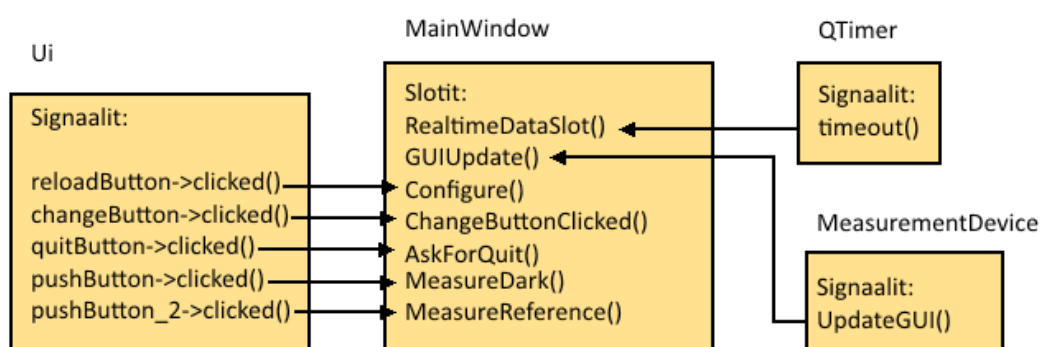 Ui
Signaalit:
reloadButton->clicked()
changeButton->clicked()
quitButton->clicked()
pushButton->clicked()
pushButton_2->clicked()
MainWindow
Slotit:
RealtimeDataSlot()
GUIUpdate()
Configure()
ChangeButtonClicked()
AskForQuit()
MeasureDark()
MeasureReference()
QTimer
Signaalit:
timeout()
MeasurementDevice
Signaalit:
UpdateGUI()